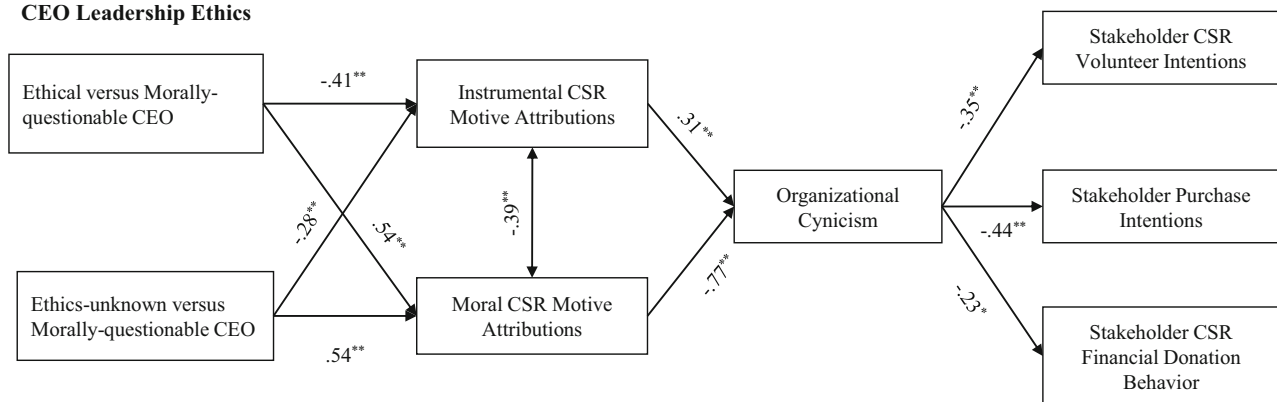 CEO Leadership Ethics
Ethical versus Morally-
questionable CEO
Ethics-unknown versus
Morally-questionable CEO
-.41**
-.28**
.54**
.54**
Instrumental CSR
Motive Attributions
-.39**
Moral CSR Motive
Attributions
.31**
-.77**
Organizational
Cynicism
-.35**
-.44**
-.23*
Stakeholder CSR
Volunteer Intentions
Stakeholder Purchase
Intentions
Stakeholder CSR
Financial Donation
Behavior